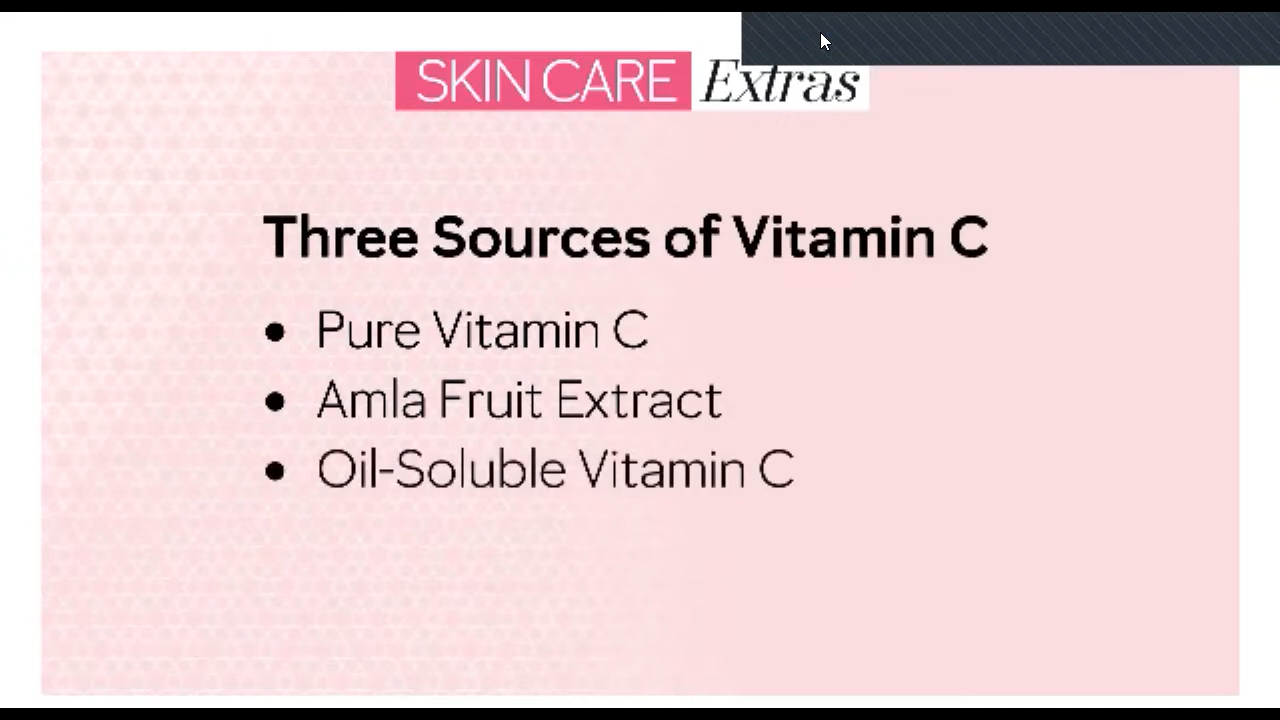 SKIN CARE Extras
Three Sources of Vitamin C
• Pure Vitamin C
• Amla Fruit Extract
• Oil-Soluble Vitamin C